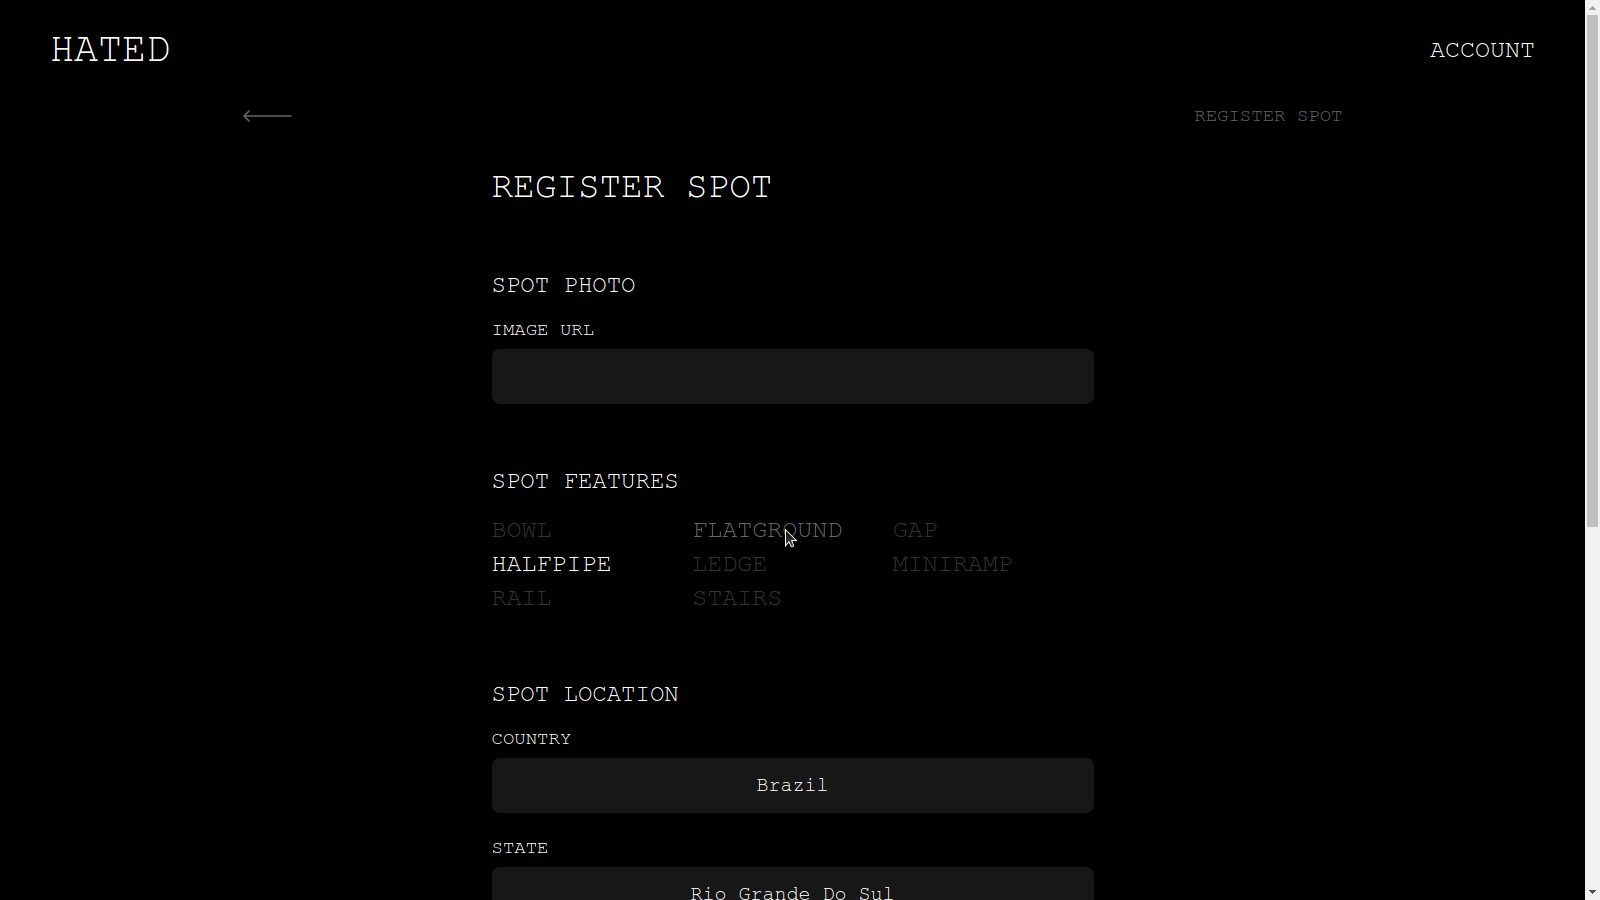 HATED
ACCOUNT
REGISTER SPOT
REGISTER SPOT
SPOT PHOTO
IMAGE URL
SPOT FEATURES
BOWL FLATGROUND GAP
HALFPIPE LEDGE MINIRAMP
RAIL STAIRS
SPOT LOCATION
COUNTRY
Brazil
STATE
Rio Grande Do Sul